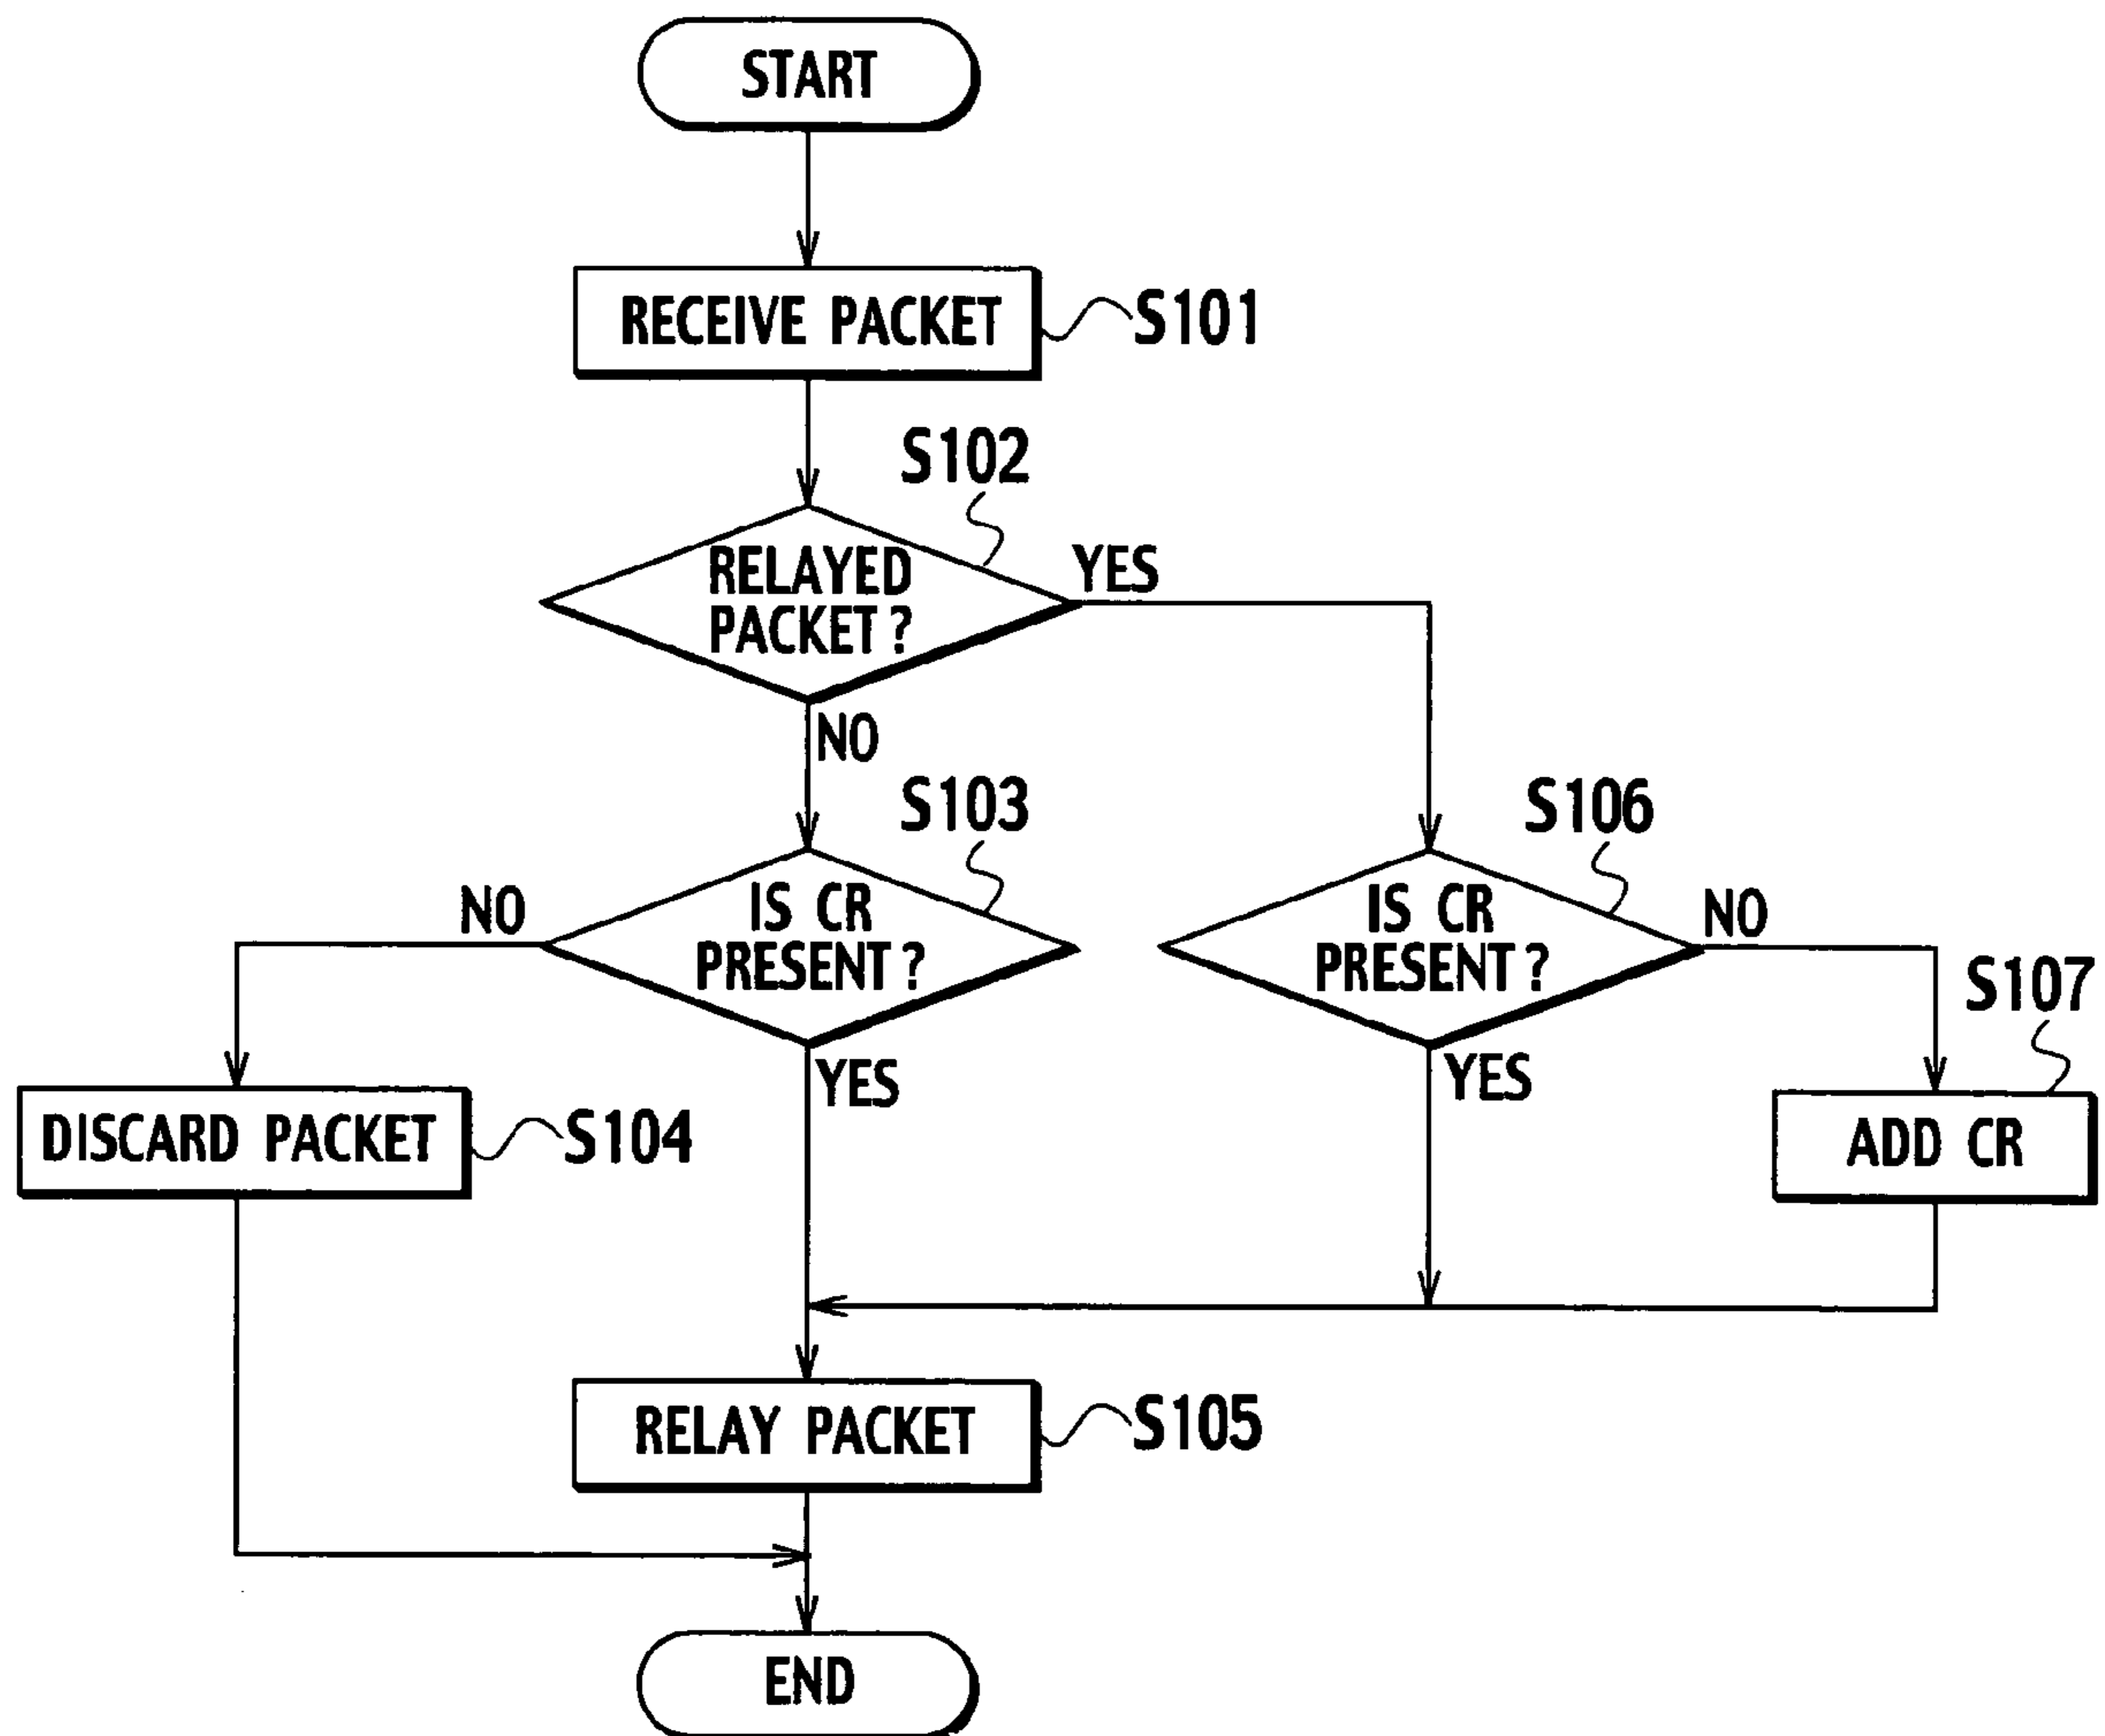 START
RECEIVE PACKET
S101
S102
RELAYED
PACKET?
YES
NO
S103
IS CR
PRESENT?
NO
YES
S106
IS CR
PRESENT?
NO
YES
S107
ADD CR
DISCARD PACKET
S104
RELAY PACKET
S105
END